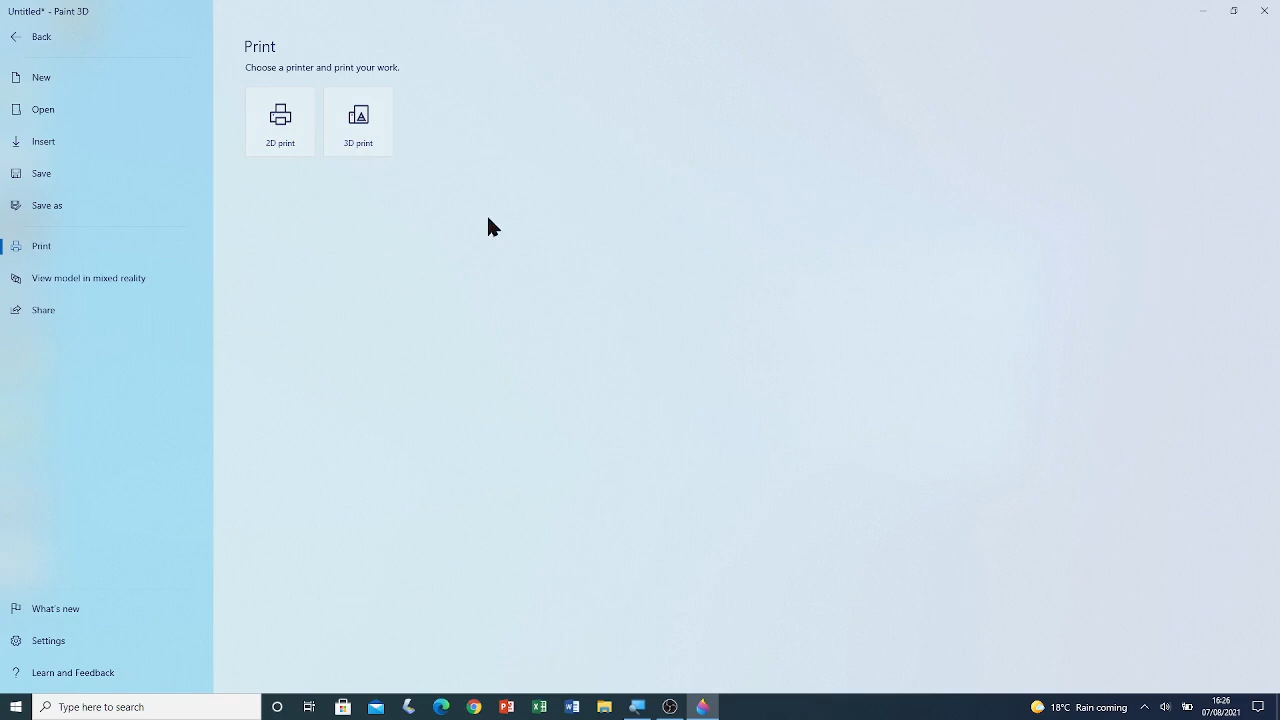 Untitled* - Paint 3D
Back
New
Open
Insert
Save
Save as
Print
View model in mixed reality
Share
What's new
Settings
? Learn and Feedback
Print
Choose a printer and print your work.
2D print
3D print
Type here to search
18°C Rain coming
16:26
07/08/2021